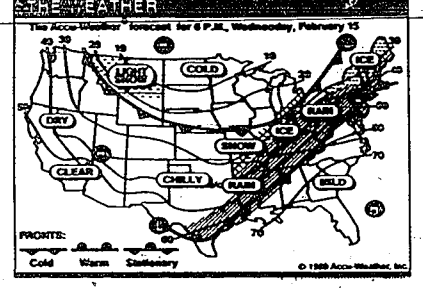 THE WEATHER
The Accu-Weather forecast for 6 P.M., Wednesday, February 15
40 30 20 10
LIGHT SNOW
COLD
ICE
RAIN
DRY
ICE
SNOW
CLEAR
CHILLY
RAIN
MILD
60
70
70
60
FRONTS:
Cold Warm Stationary
© 1989 Accu-Weather, Inc.